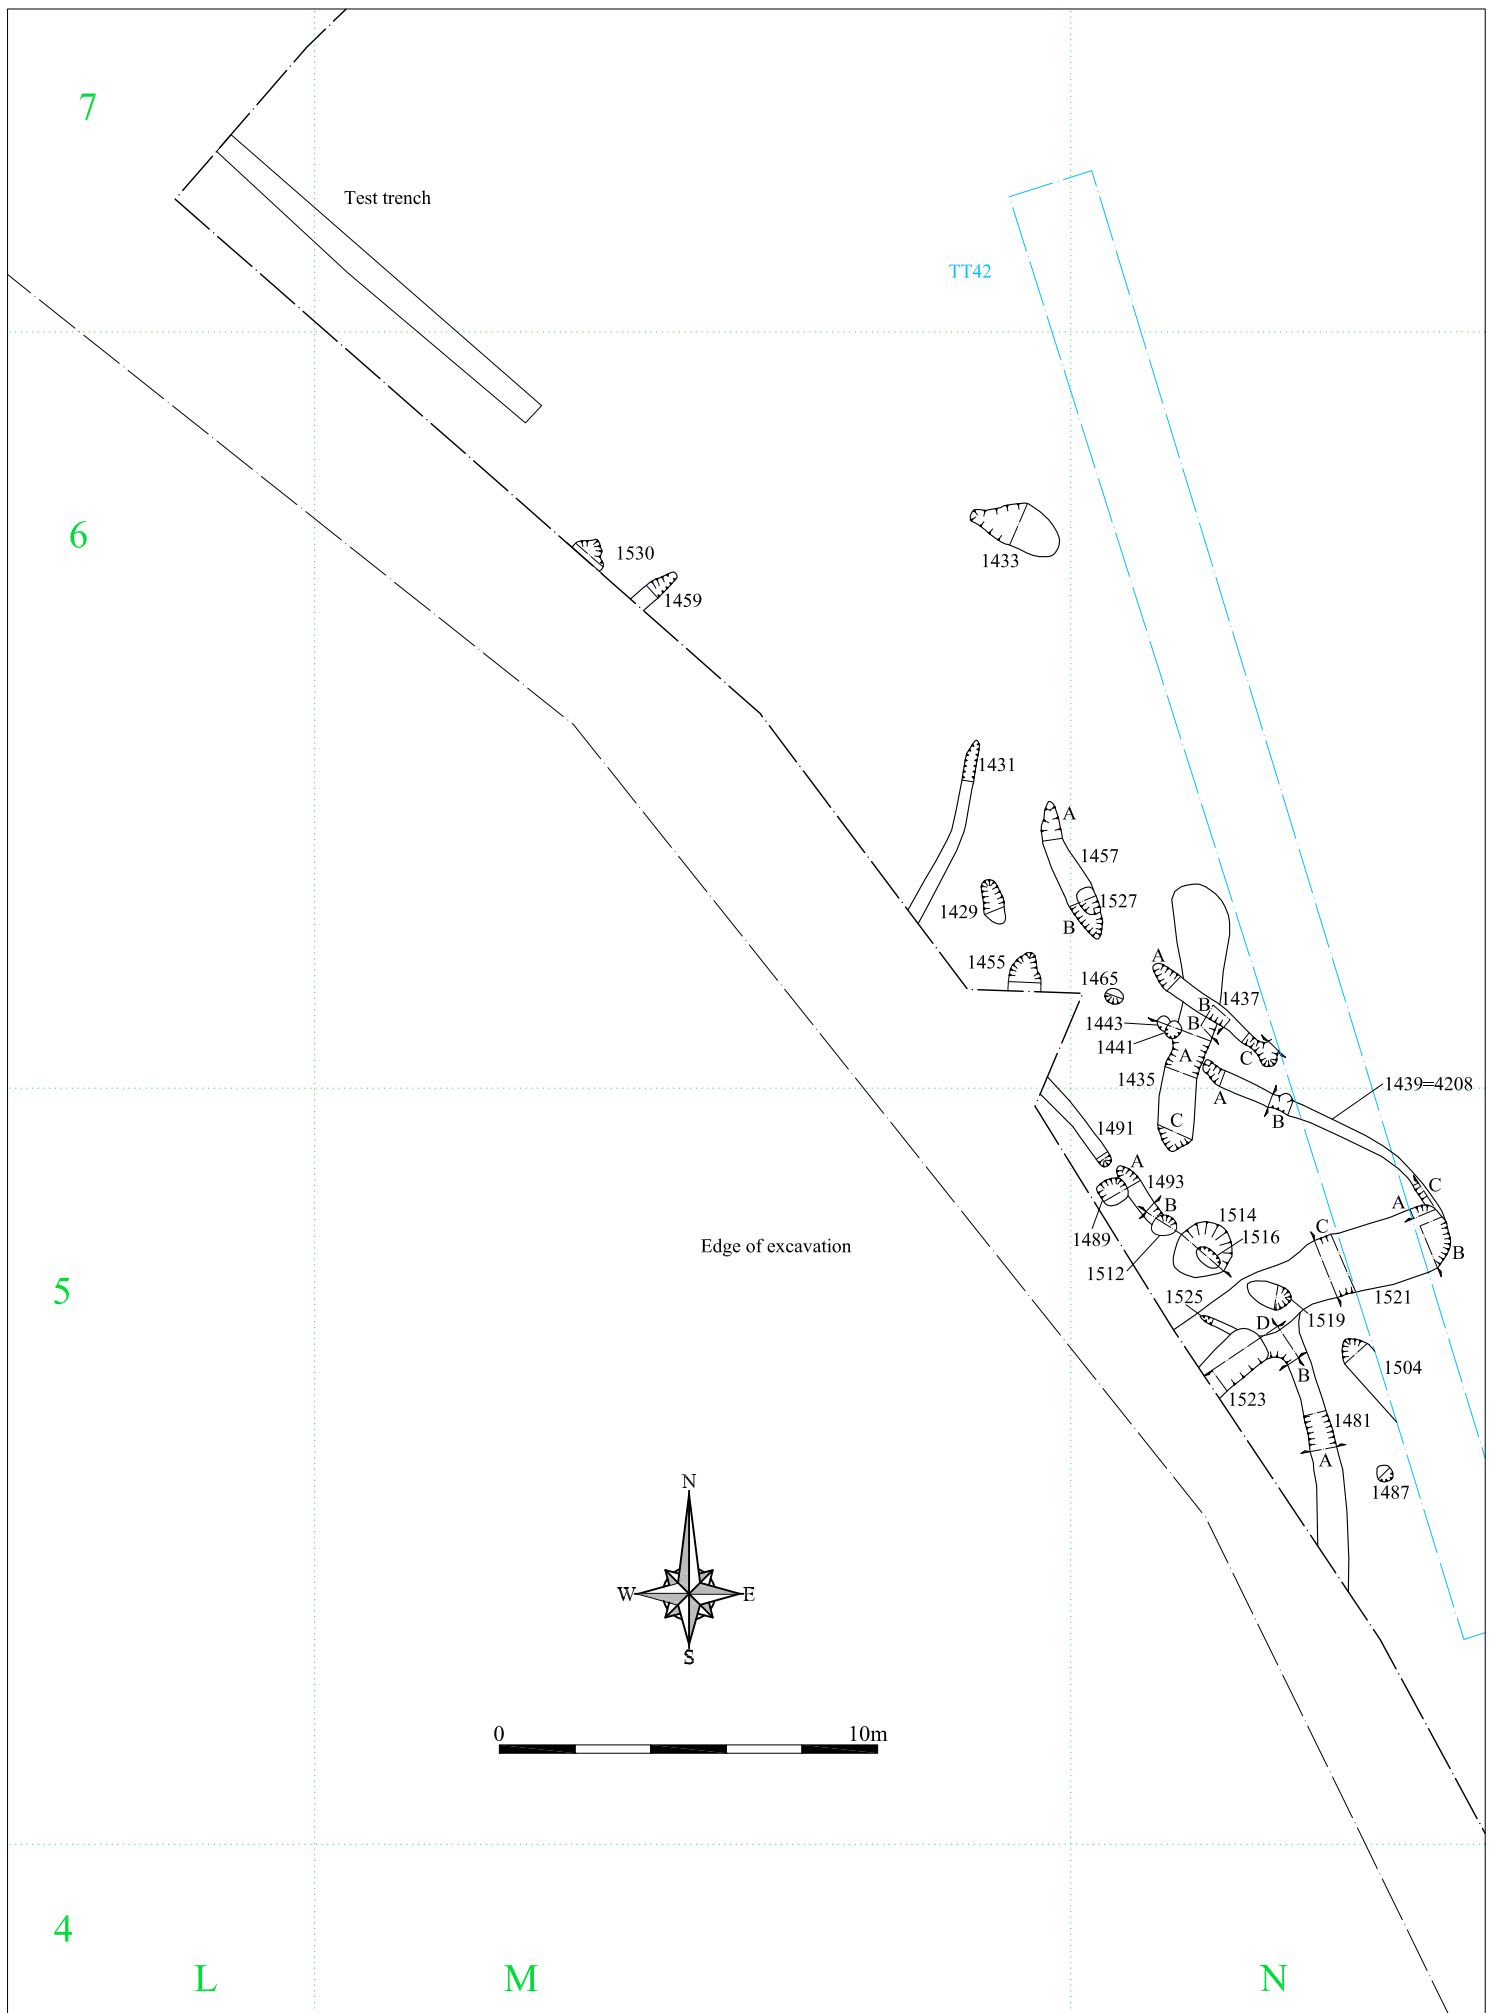 7
Test trench
TT42
6
1530
1433
1459
1431
A
1457
1527
1429
B
1455
A
1465
1437
B
1443
B
1441
A
C
1435
1439=4208
A
B
C
1491
A
C
1493
A
B
1514
C
1489
1516
Edge of excavation
B
1512
5
1525
1521
D
1519
1504
B
1523
1481
A
N
1487
W
E
S
0
10m
4
L
M
N